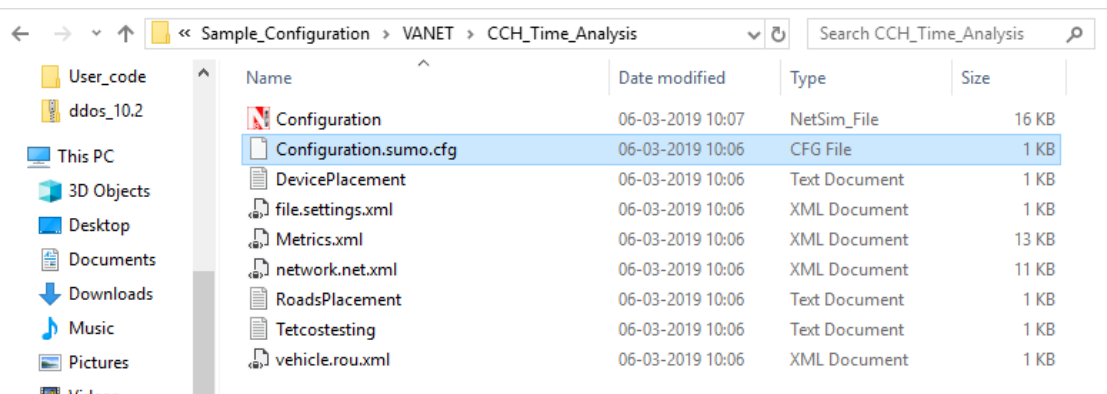 « Sample_Configuration › VANET › CCH_Time_Analysis Search CCH_Time_Analysis
User_code
ddos_10.2
This PC
3D Objects
Desktop
Documents
Downloads
Music
Pictures
Name Date modified Type Size
Configuration 06-03-2019 10:07 NetSim_File 16 KB
Configuration.sumo.cfg 06-03-2019 10:06 CFG File 1 KB
DevicePlacement 06-03-2019 10:06 Text Document 1 KB
file.settings.xml 06-03-2019 10:06 XML Document 1 KB
Metrics.xml 06-03-2019 10:06 XML Document 13 KB
network.net.xml 06-03-2019 10:06 XML Document 11 KB
RoadsPlacement 06-03-2019 10:06 Text Document 1 KB
Tetcostesting 06-03-2019 10:06 Text Document 1 KB
vehicle.rou.xml 06-03-2019 10:06 XML Document 1 KB